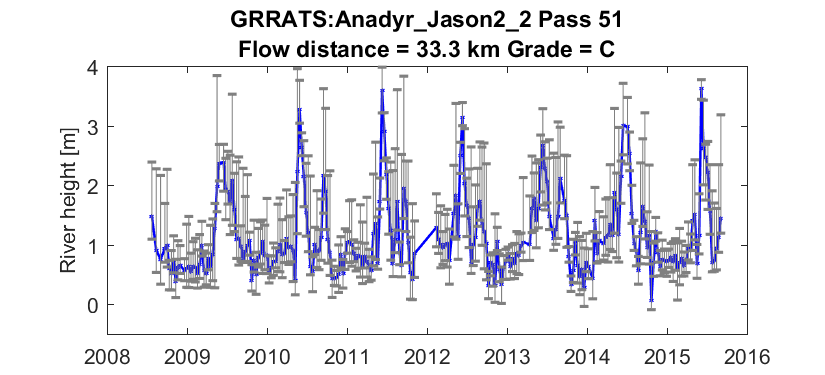 GRRATS:Anadyr_Jason2_2 Pass 51
Flow distance = 33.3 km Grade = C
River height [m]
4
3
2
1
0
2008 2009 2010 2011 2012 2013 2014 2015 2016